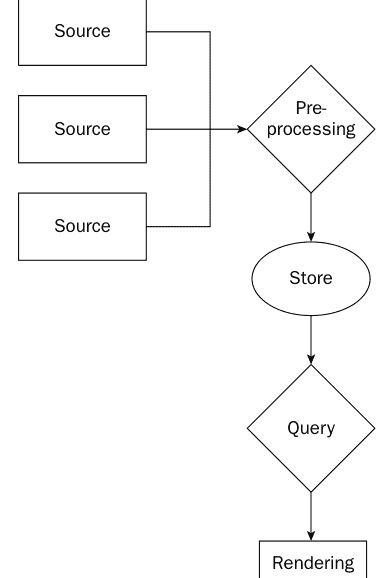 Source
Source
Source
Pre-
processing
Store
Query
Rendering